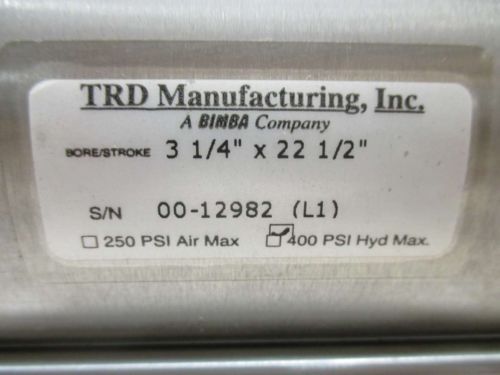 TRD Manufacturing, Inc.
A BIMBA Company
BORE/STROKE 3 1/4" x 22 1/2"
S/N 00-12982 (L1)
☐ 250 PSI Air Max ☑ 400 PSI Hyd Max.